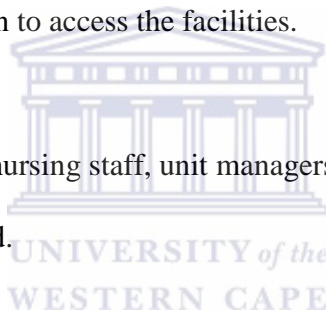 to access the facilities.
nursing staff, unit managers
UNIVERSITY of the
WESTERN CAPE